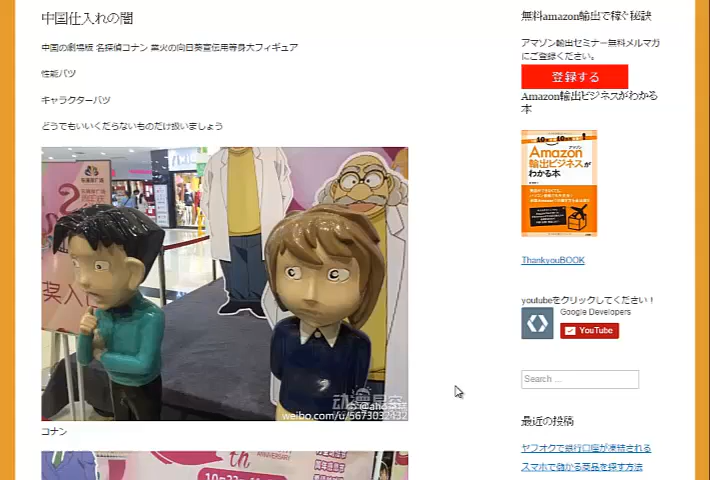 中国仕入れの闇
中国の劇場版 名探偵コナン 業火の向日葵宣伝用等身大フィギュア
性能バツ
キャラクターバツ
どうでもいいくだらないものだけ扱いましょう
weibo.com/u/5673032432
コナン
ANNIVERSARY
無料amazon輸出で稼ぐ秘訣
アマゾン輸出セミナー無料メルマガ
にご登録ください。
登録する
Amazon輸出ビジネスがわかる
本
Amazon
輸出ビジネスが
わかる本
ThankyouBOOK
youtubeをクリックしてください！
Google Developers
YouTube
Search ...
最近の投稿
ヤフオクで銀行口座が凍結される
スマホで儲かる商品を探す方法